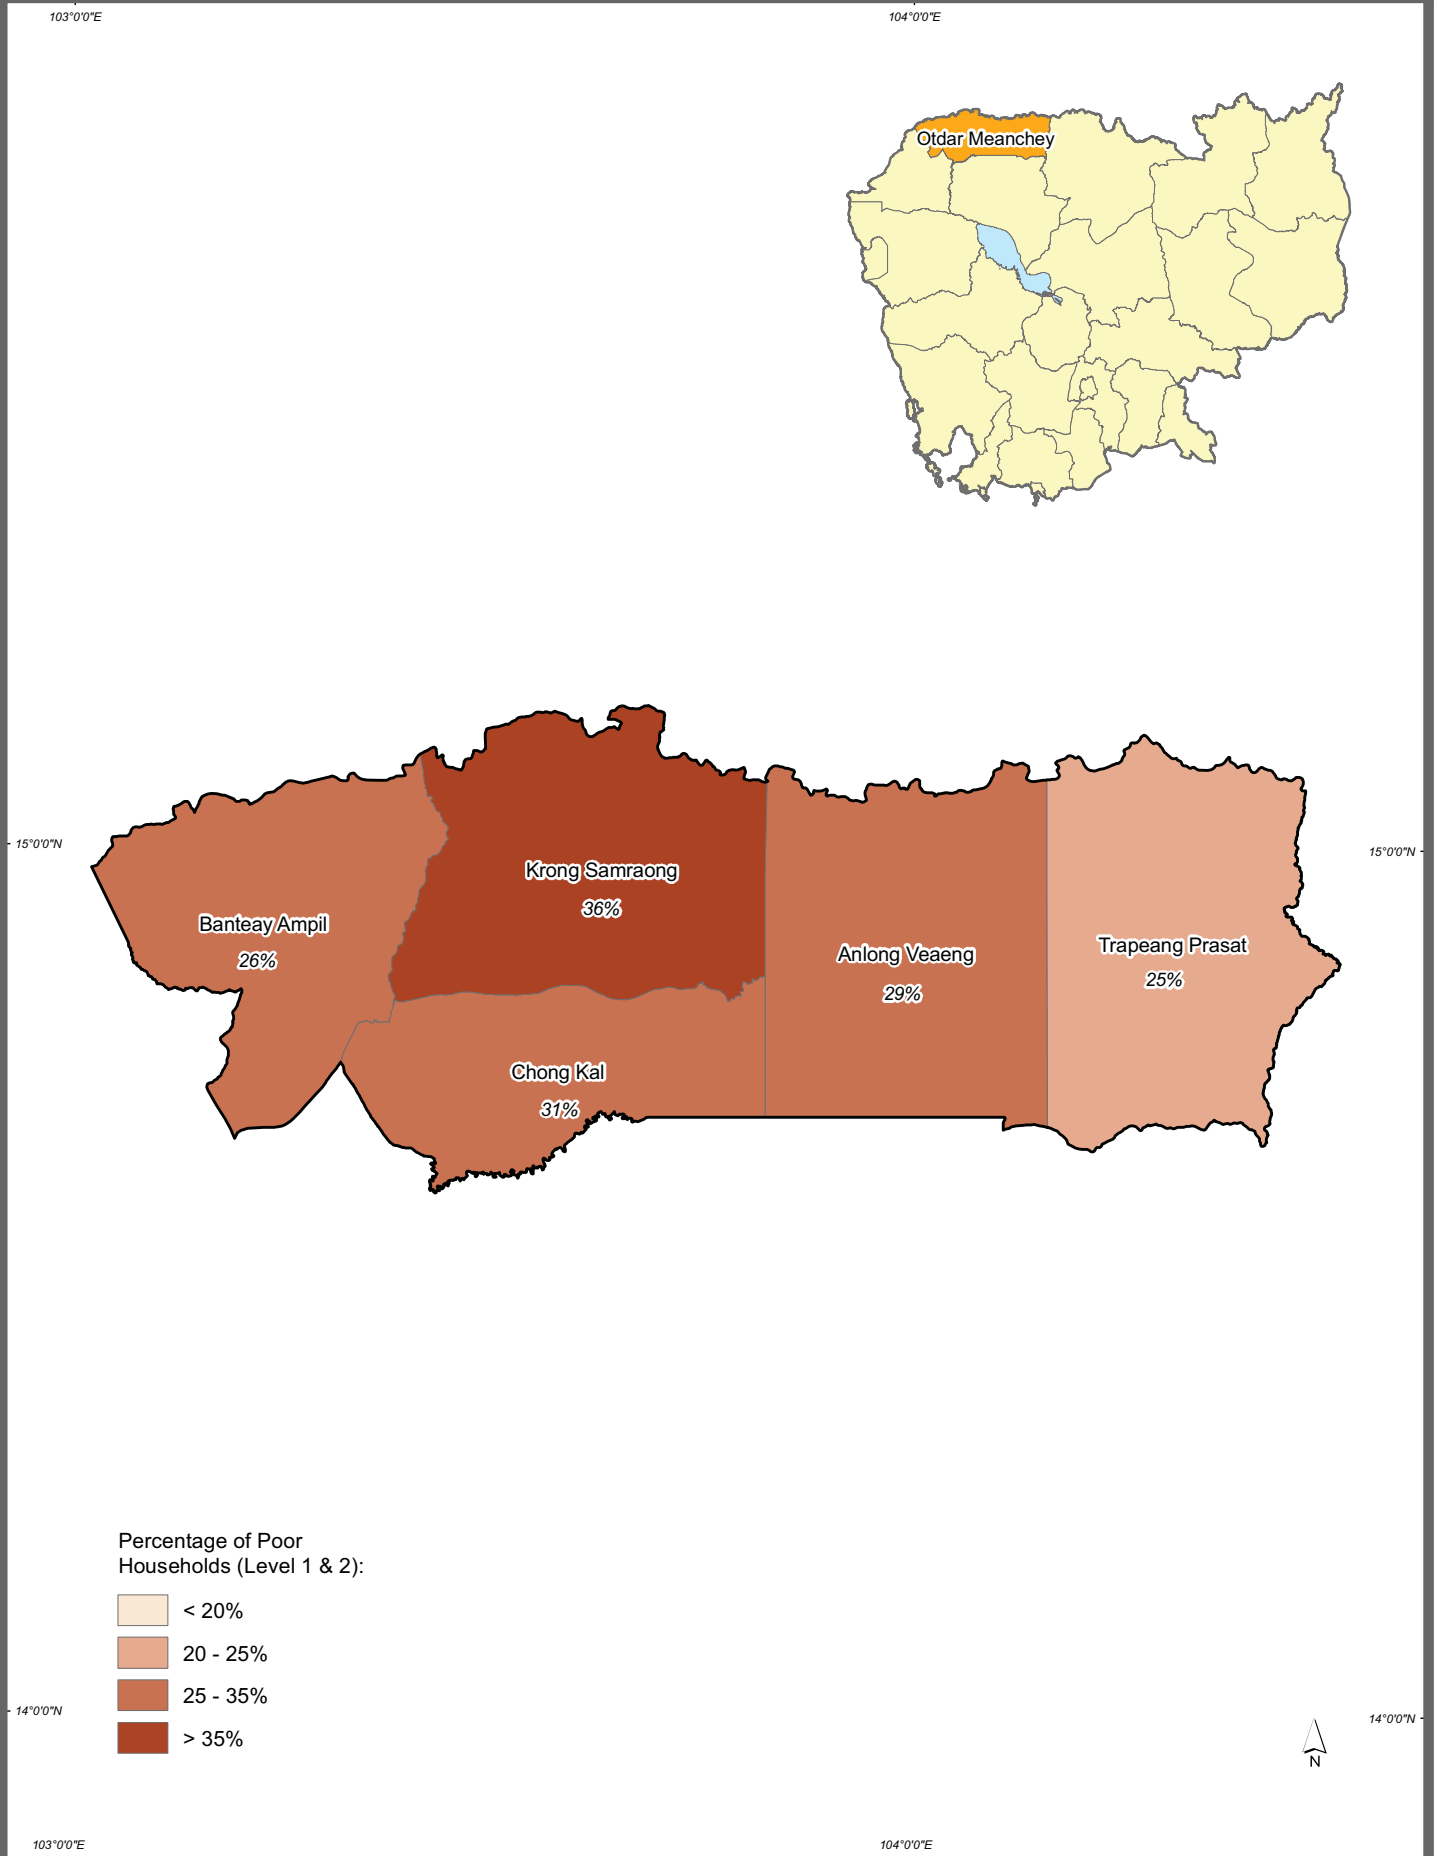 103°0'0"E
104°0'0"E
Otdar Meanchey
15°0'0"N
15°0'0"N
Krong Samraong
36%
Banteay Ampil
26%
Anlong Veaeng
29%
Trapeang Prasat
25%
Chong Kal
31%
Percentage of Poor
Households (Level 1 & 2):
< 20%
20 - 25%
25 - 35%
> 35%
14°0'0"N
14°0'0"N
N
103°0'0"E
104°0'0"E